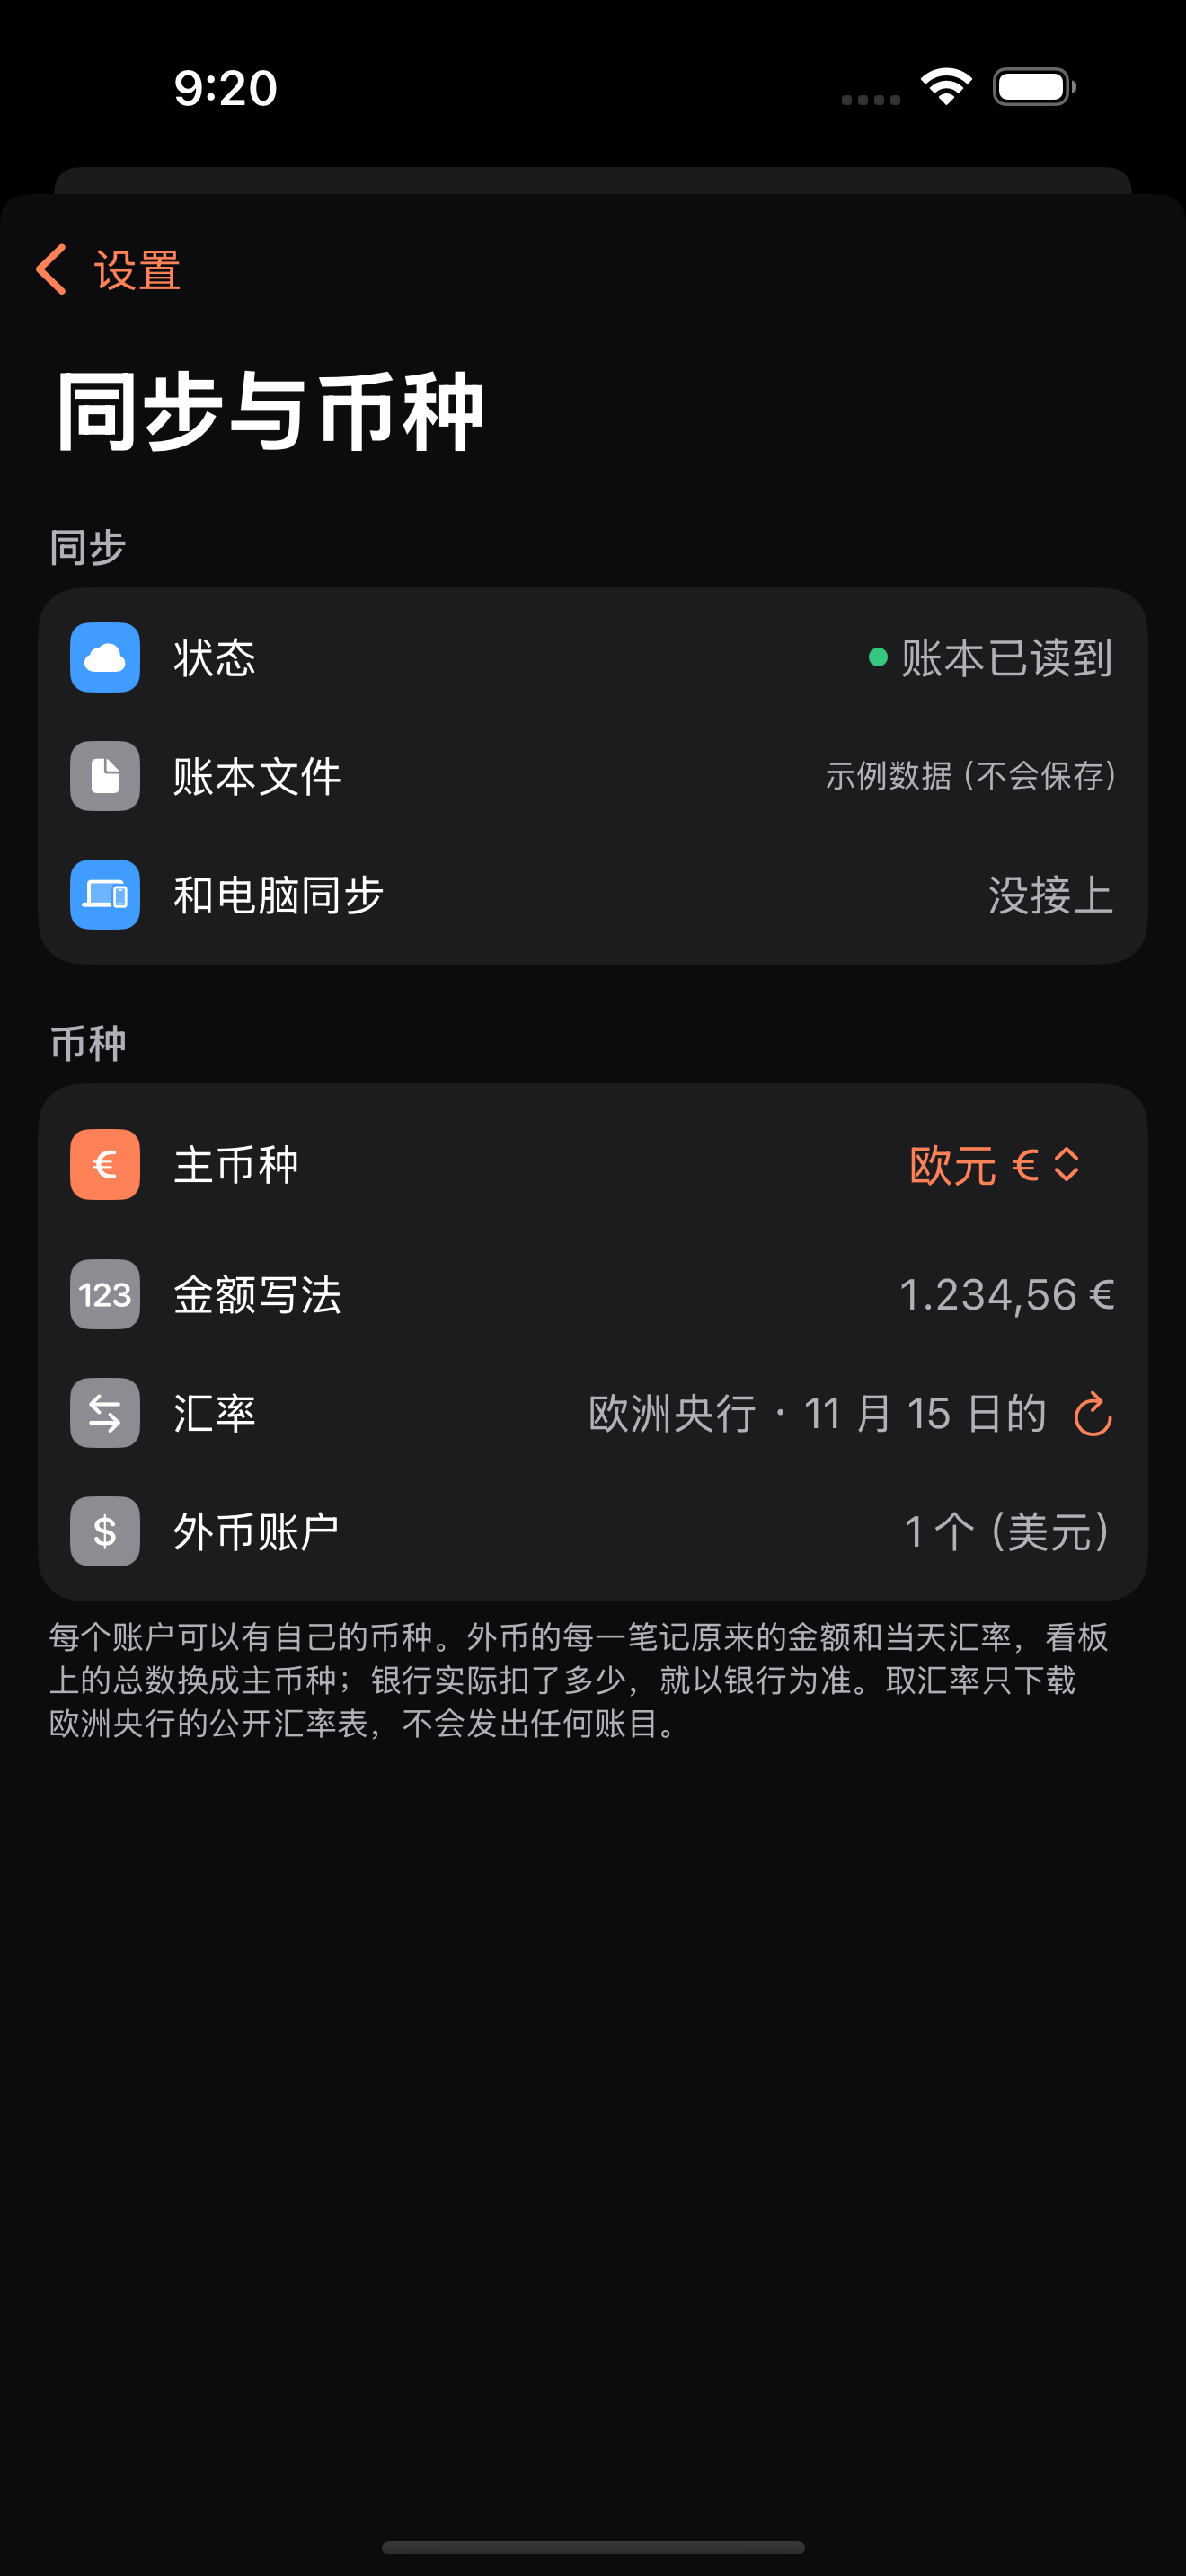 9:20
设置
同步与币种
同步
状态 账本已读到
账本文件 示例数据（不会保存）
和电脑同步 没接上
币种
€ 主币种 欧元 €
123 金额写法 1.234,56 €
汇率 欧洲央行 · 11 月 15 日的
$ 外币账户 1 个（美元）
每个账户可以有自己的币种。外币的每一笔记原来的金额和当天汇率，看板
上的总数换成主币种；银行实际扣了多少，就以银行为准。取汇率只下载
欧洲央行的公开汇率表，不会发出任何账目。